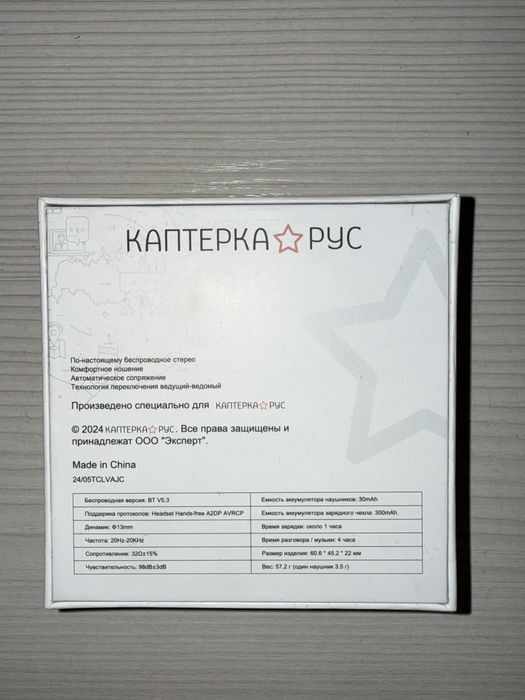 КАПТЕРКА РУС
По-настоящему беспроводное стерео
Комфортное ношение
Автоматическое сопряжение
Технология переключения ведущий-ведомый
Произведено специально для КАПТЕРКА РУС
© 2024 КАПТЕРКА РУС. Все права защищены и
принадлежат ООО "Эксперт".
Made in China
24/05TCLVAJC
Беспроводная версия: BT V5.3 Емкость аккумулятора наушников: 30mAh
Поддержка протоколов: Headset Hands-free A2DP AVRCP Емкость аккумулятора зарядного чехла: 300mAh
Динамик: Φ13mm Время зарядки: около 1 часа
Частота: 20Hz-20KHz Время разговора / музыки: 4 часа
Сопротивление: 32Ω±15% Размер изделия: 60.6 * 45.2 * 22 мм
Чувствительность: 98dB±3dB Вес: 57,2 г (один наушник 3.5 г)